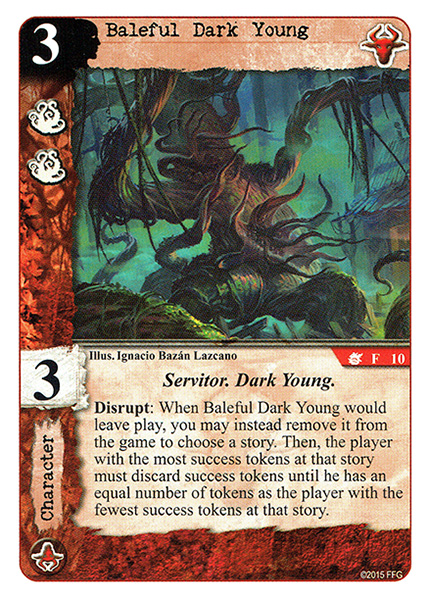 3
Baleful Dark Young
Illus. Ignacio Bazán Lazcano
F 10
3
Servitor. Dark Young.
Disrupt: When Baleful Dark Young would
leave play, you may instead remove it from
the game to choose a story. Then, the player
with the most success tokens at that story
must discard success tokens until he has an
equal number of tokens as the player with the
fewest success tokens at that story.
Character
©2015 FFG